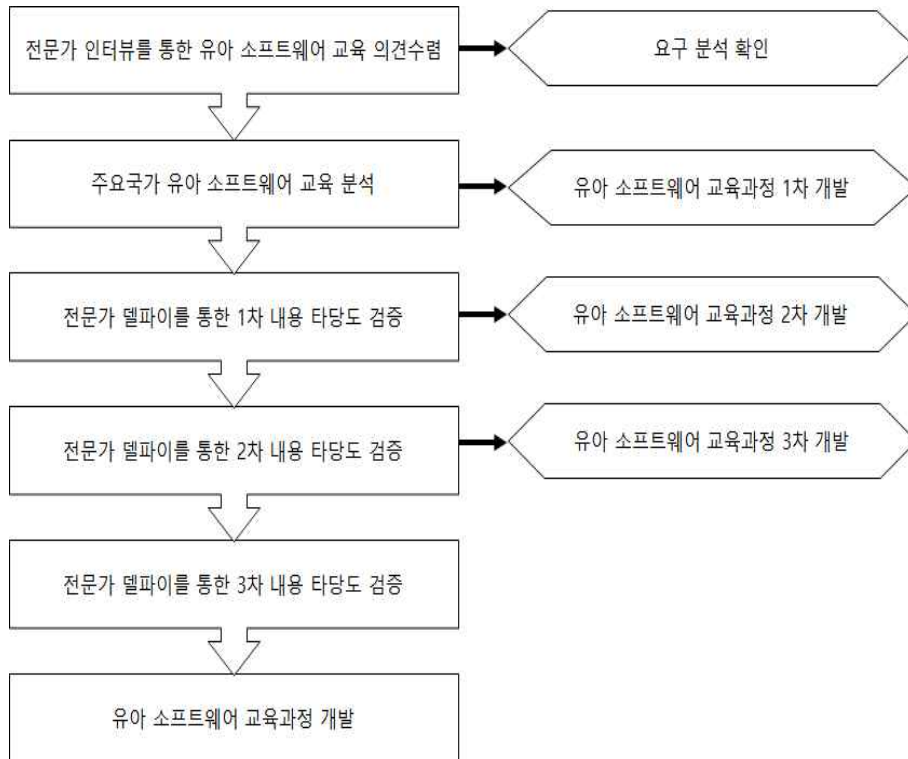 전문가 인터뷰를 통한 유아 소프트웨어 교육 의견수렴
요구 분석 확인
주요국가 유아 소프트웨어 교육 분석
유아 소프트웨어 교육과정 1차 개발
전문가 델파이를 통한 1차 내용 타당도 검증
유아 소프트웨어 교육과정 2차 개발
전문가 델파이를 통한 2차 내용 타당도 검증
유아 소프트웨어 교육과정 3차 개발
전문가 델파이를 통한 3차 내용 타당도 검증
유아 소프트웨어 교육과정 개발